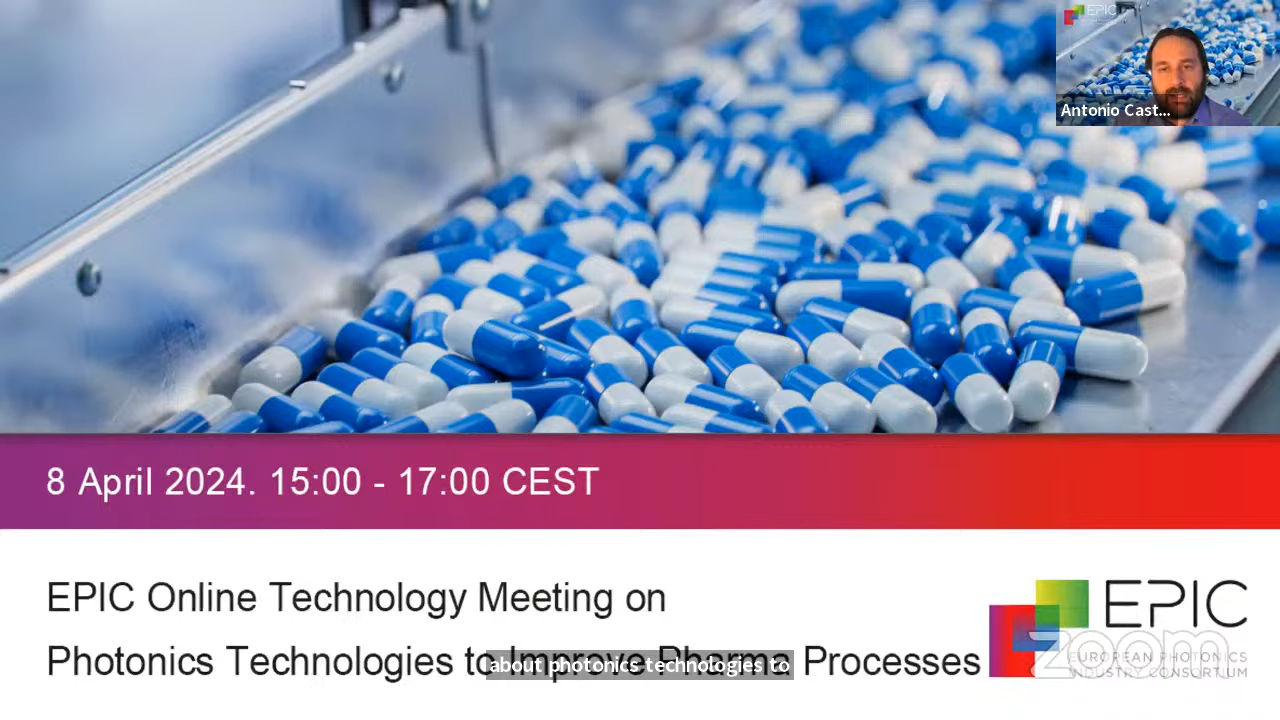 EPIC
Antonio Cast...
8 April 2024. 15:00 - 17:00 CEST
EPIC Online Technology Meeting on
Photonics Technologies to Improve Pharma Processes
about photonics technologies to
EPIC
EUROPEAN PHOTONICS
INDUSTRY CONSORTIUM
zoom